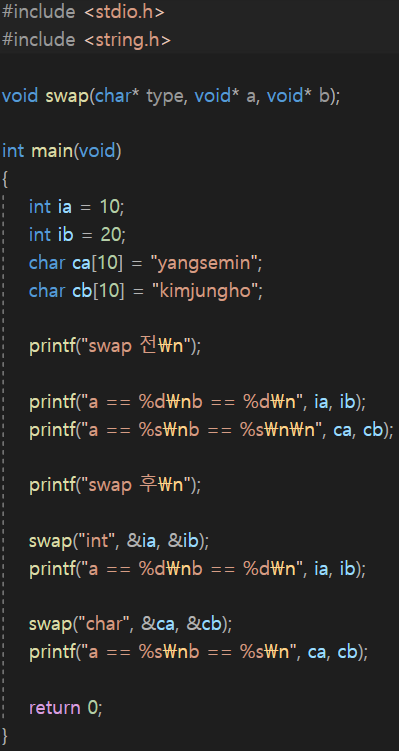 #include <stdio.h>
#include <string.h>
void swap(char* type, void* a, void* b);
int main(void)
{
int ia = 10;
int ib = 20;
char ca[10] = "yangsemin";
char cb[10] = "kimjungho";
printf("swap 전₩n");
printf("a == %d₩nb == %d₩n", ia, ib);
printf("a == %s₩nb == %s₩n₩n", ca, cb);
printf("swap 후₩n");
swap("int", &ia, &ib);
printf("a == %d₩nb == %d₩n", ia, ib);
swap("char", &ca, &cb);
printf("a == %s₩nb == %s₩n", ca, cb);
return 0;
}